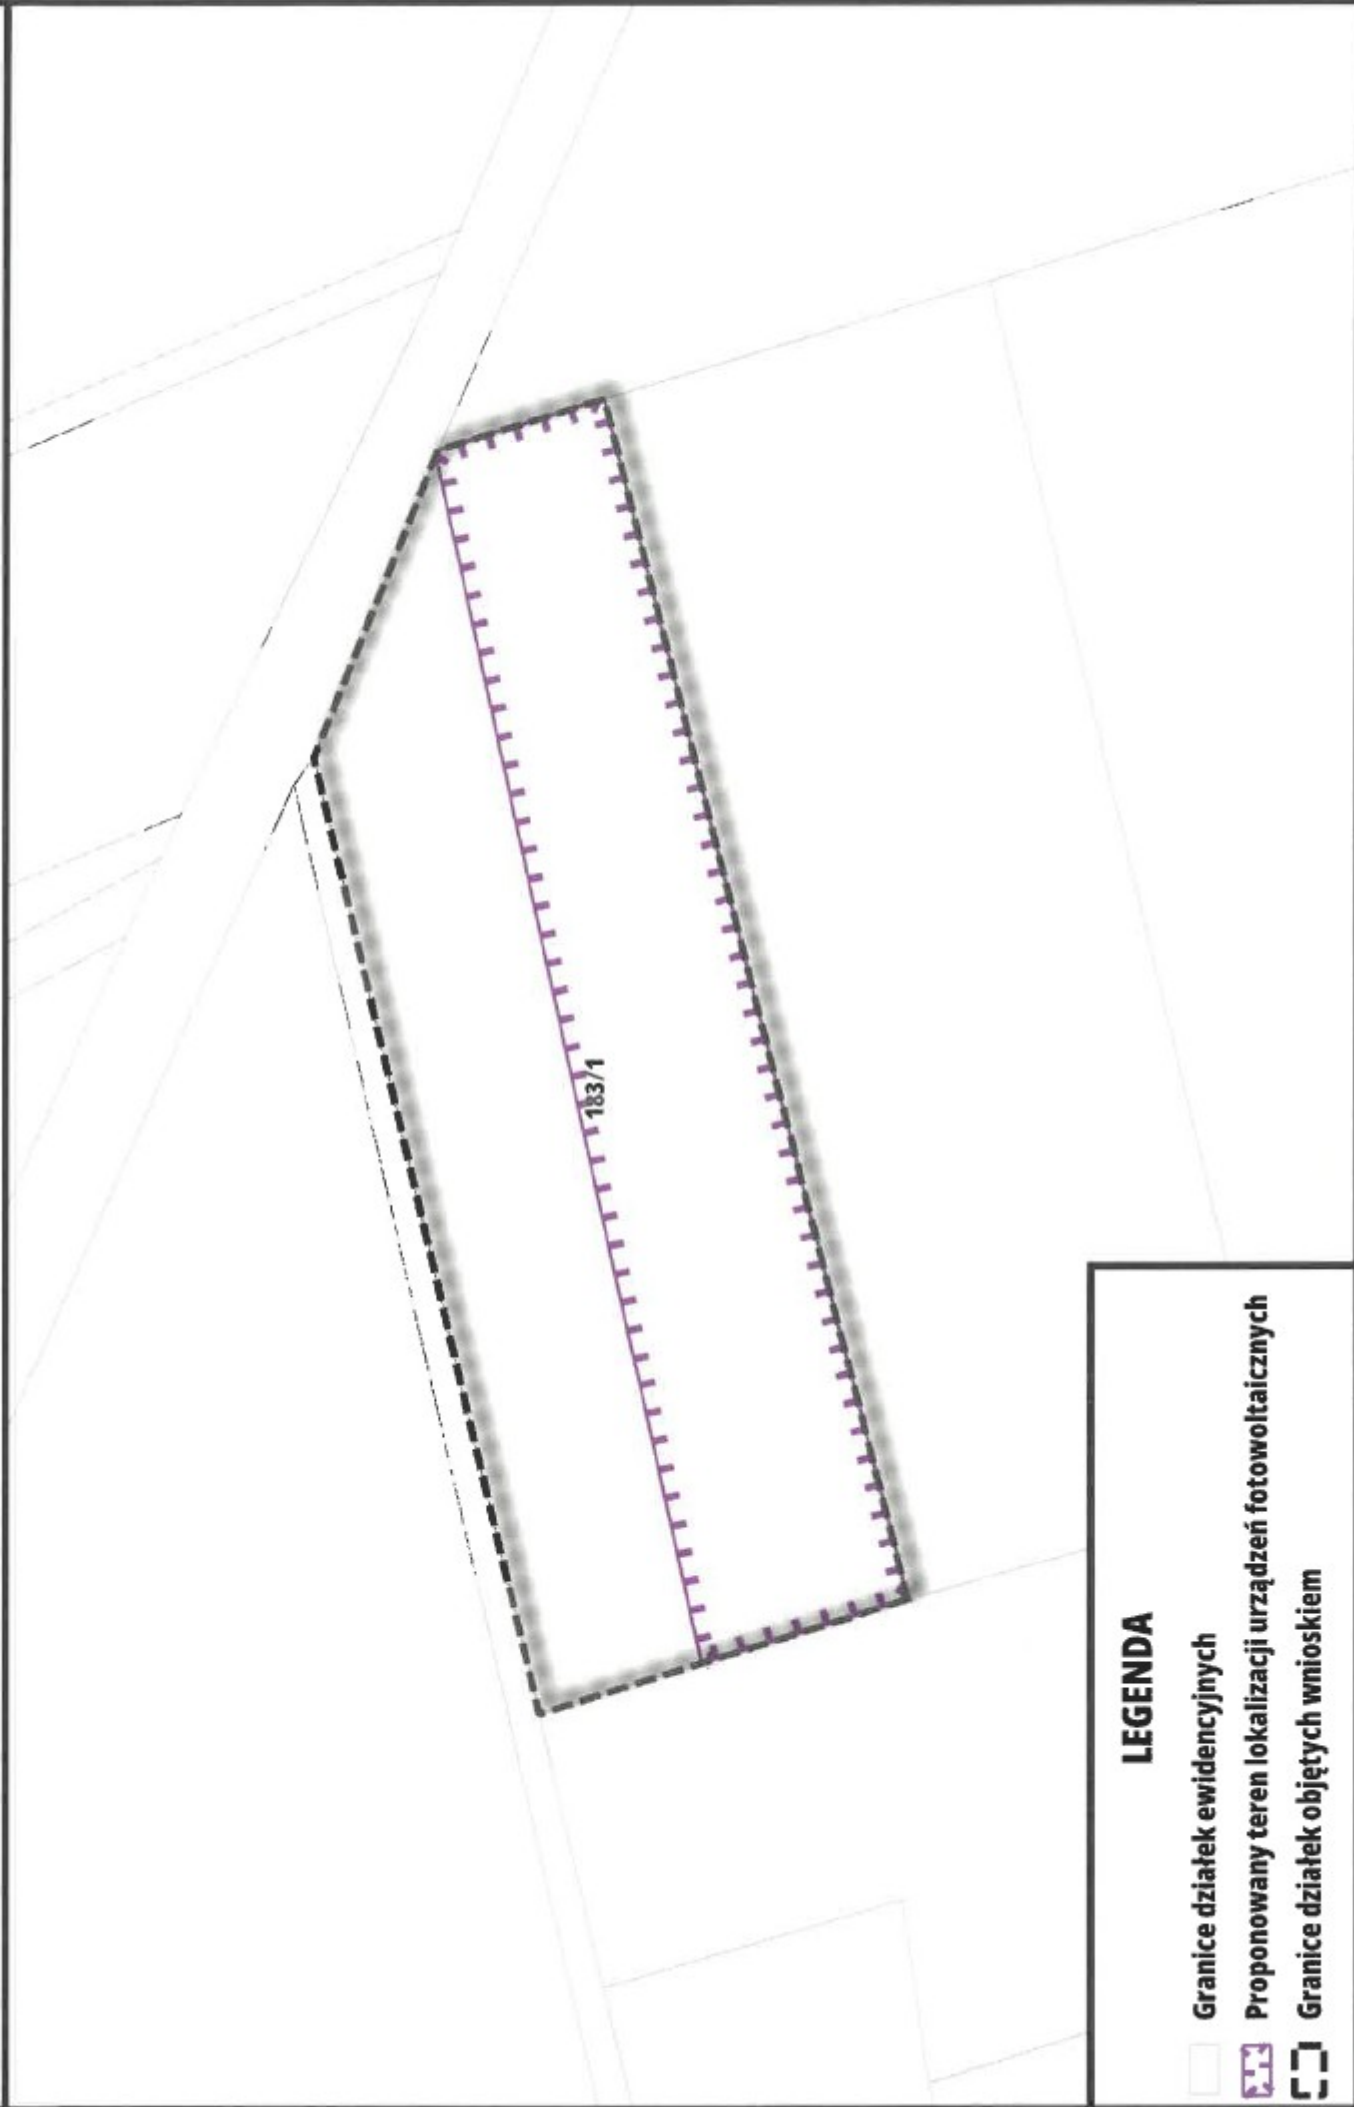 183/1
LEGENDA
Granice działek ewidencyjnych
Proponowany teren lokalizacji urządzeń fotowoltaicznych
Granice działek objętych wnioskiem